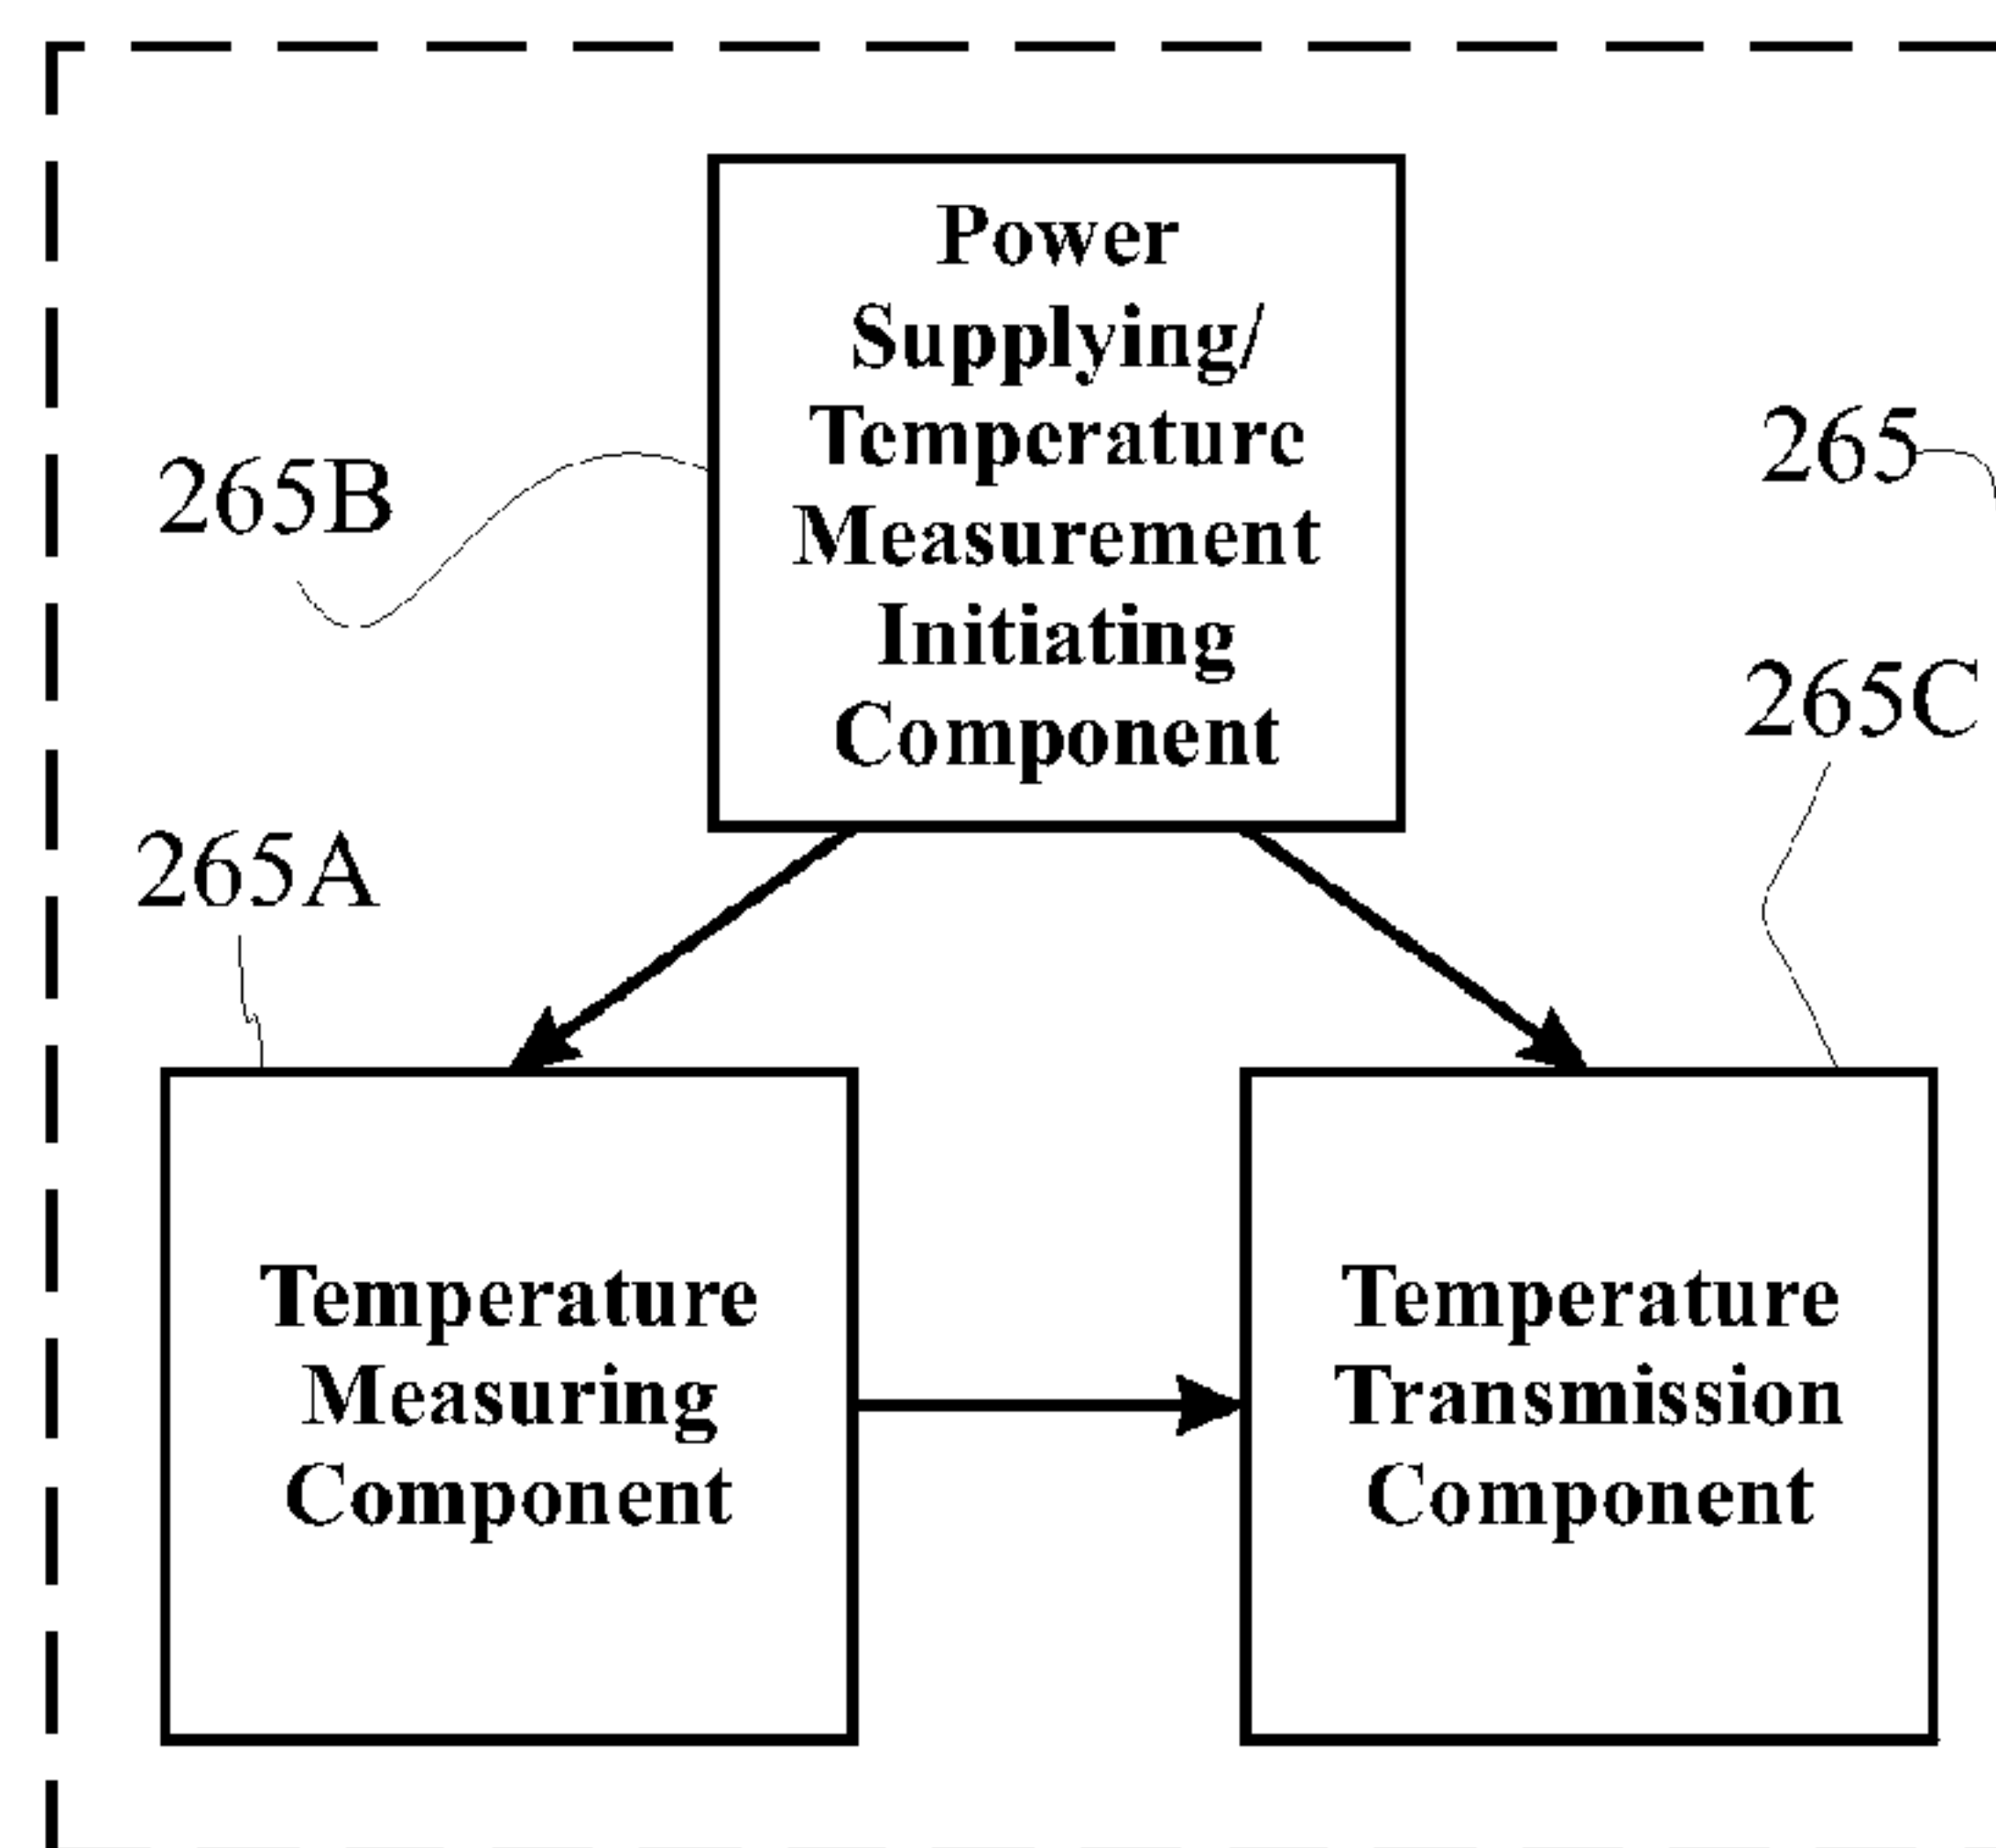 Power
Supplying/
Temperature
Measurement
Initiating
Component
265B
265
265C
265A
Temperature
Measuring
Component
Temperature
Transmission
Component